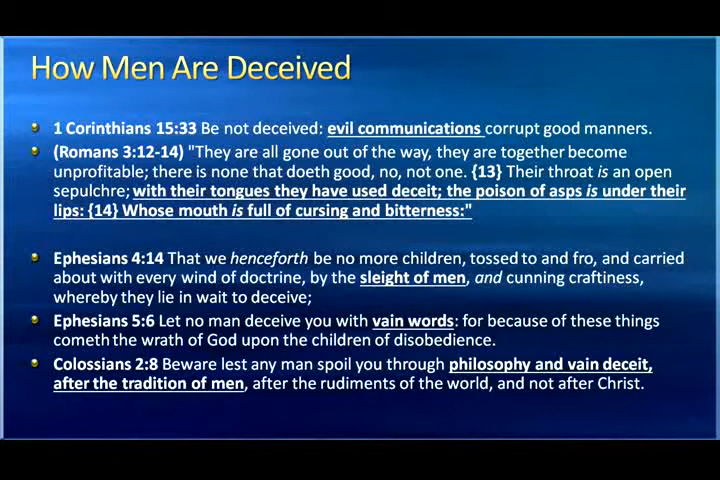 How Men Are Deceived
1 Corinthians 15:33 Be not deceived: evil communications corrupt good manners.
(Romans 3:12-14) "They are all gone out of the way, they are together become
unprofitable; there is none that doeth good, no, not one. {13} Their throat is an open
sepulchre; with their tongues they have used deceit; the poison of asps is under their
lips: {14} Whose mouth is full of cursing and bitterness:"
Ephesians 4:14 That we henceforth be no more children, tossed to and fro, and carried
about with every wind of doctrine, by the sleight of men, and cunning craftiness,
whereby they lie in wait to deceive;
Ephesians 5:6 Let no man deceive you with vain words: for because of these things
cometh the wrath of God upon the children of disobedience.
Colossians 2:8 Beware lest any man spoil you through philosophy and vain deceit,
after the tradition of men, after the rudiments of the world, and not after Christ.